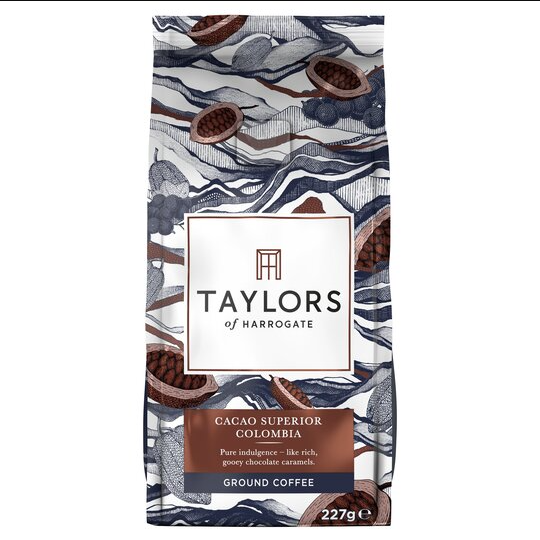 TAYLORS
of HARROGATE
CACAO SUPERIOR
COLOMBIA
Pure indulgence – like rich,
gooey chocolate caramels.
GROUND COFFEE
227g ℮